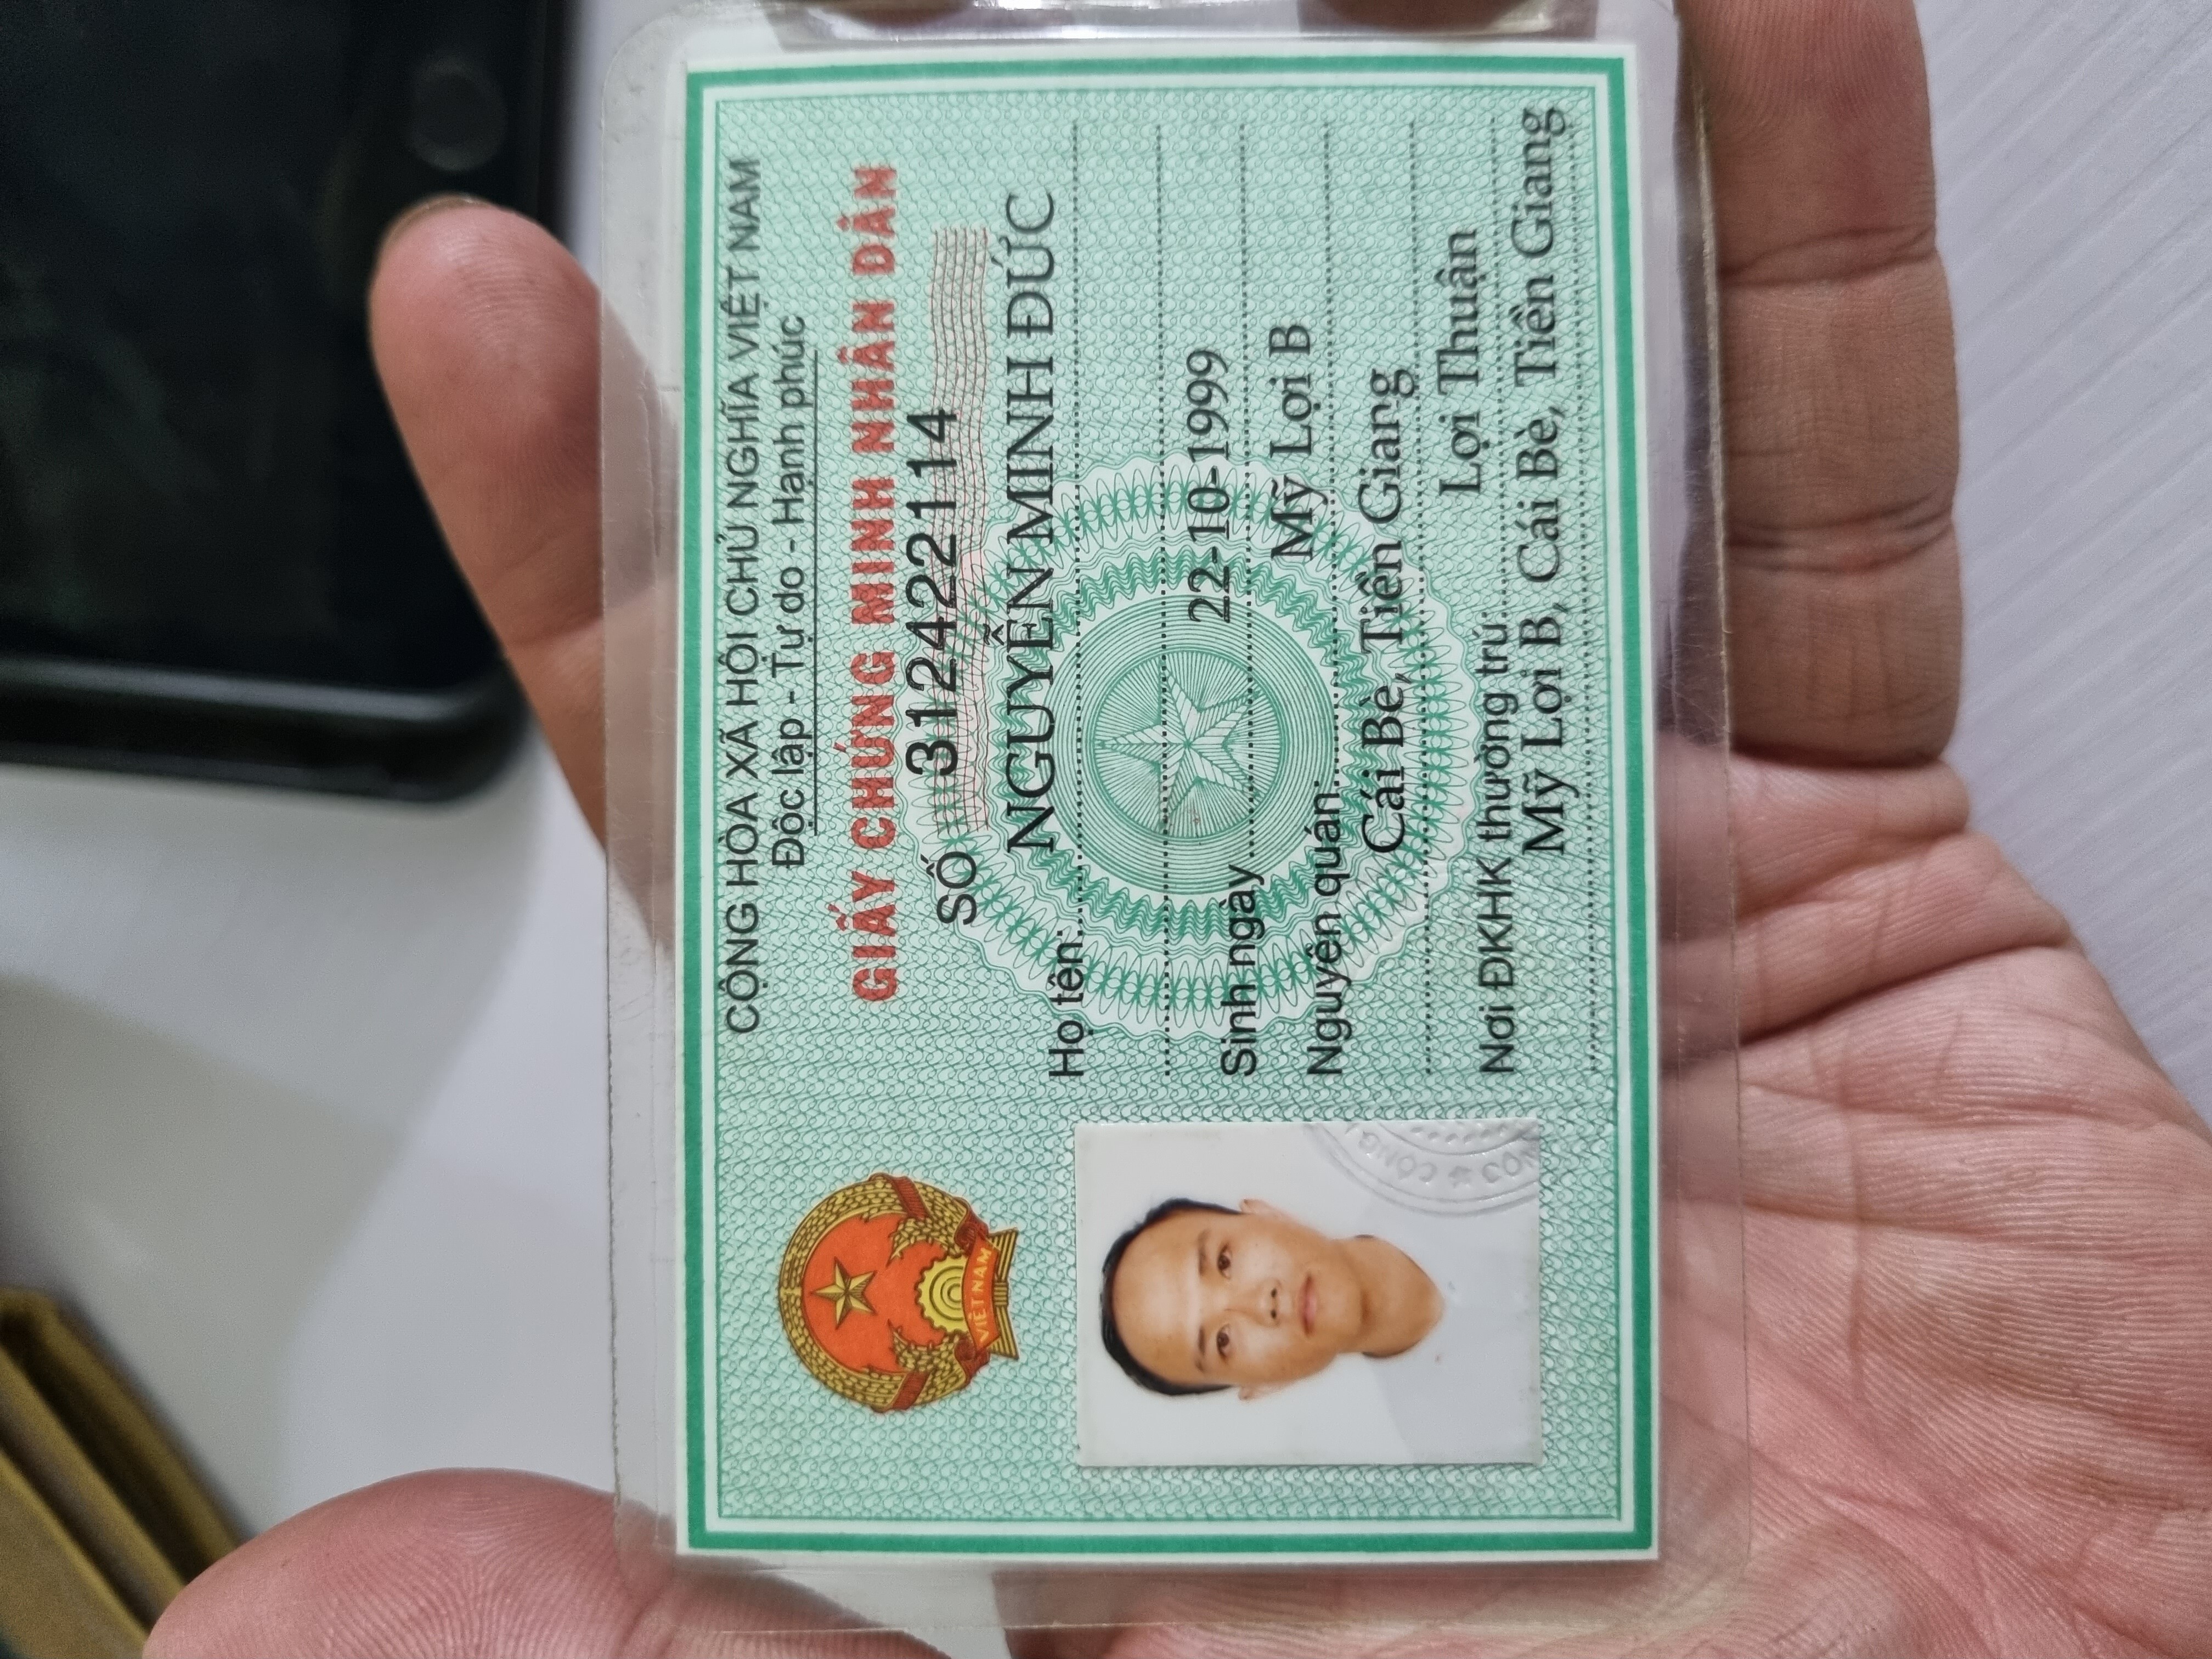 CỘNG HÒA XÃ HỘI CHỦ NGHĨA VIỆT NAM
Độc lập - Tự do - Hạnh phúc
GIẤY CHỨNG MINH NHÂN DÂN
SỐ 312422114
Họ tên: NGUYỄN MINH ĐỨC
Sinh ngày 22-10-1999
Nguyên quán Mỹ Lợi B
Cái Bè, Tiền Giang
Nơi ĐKHK thường trú Lợi Thuận
Mỹ Lợi B, Cái Bè, Tiền Giang
VIỆT NAM